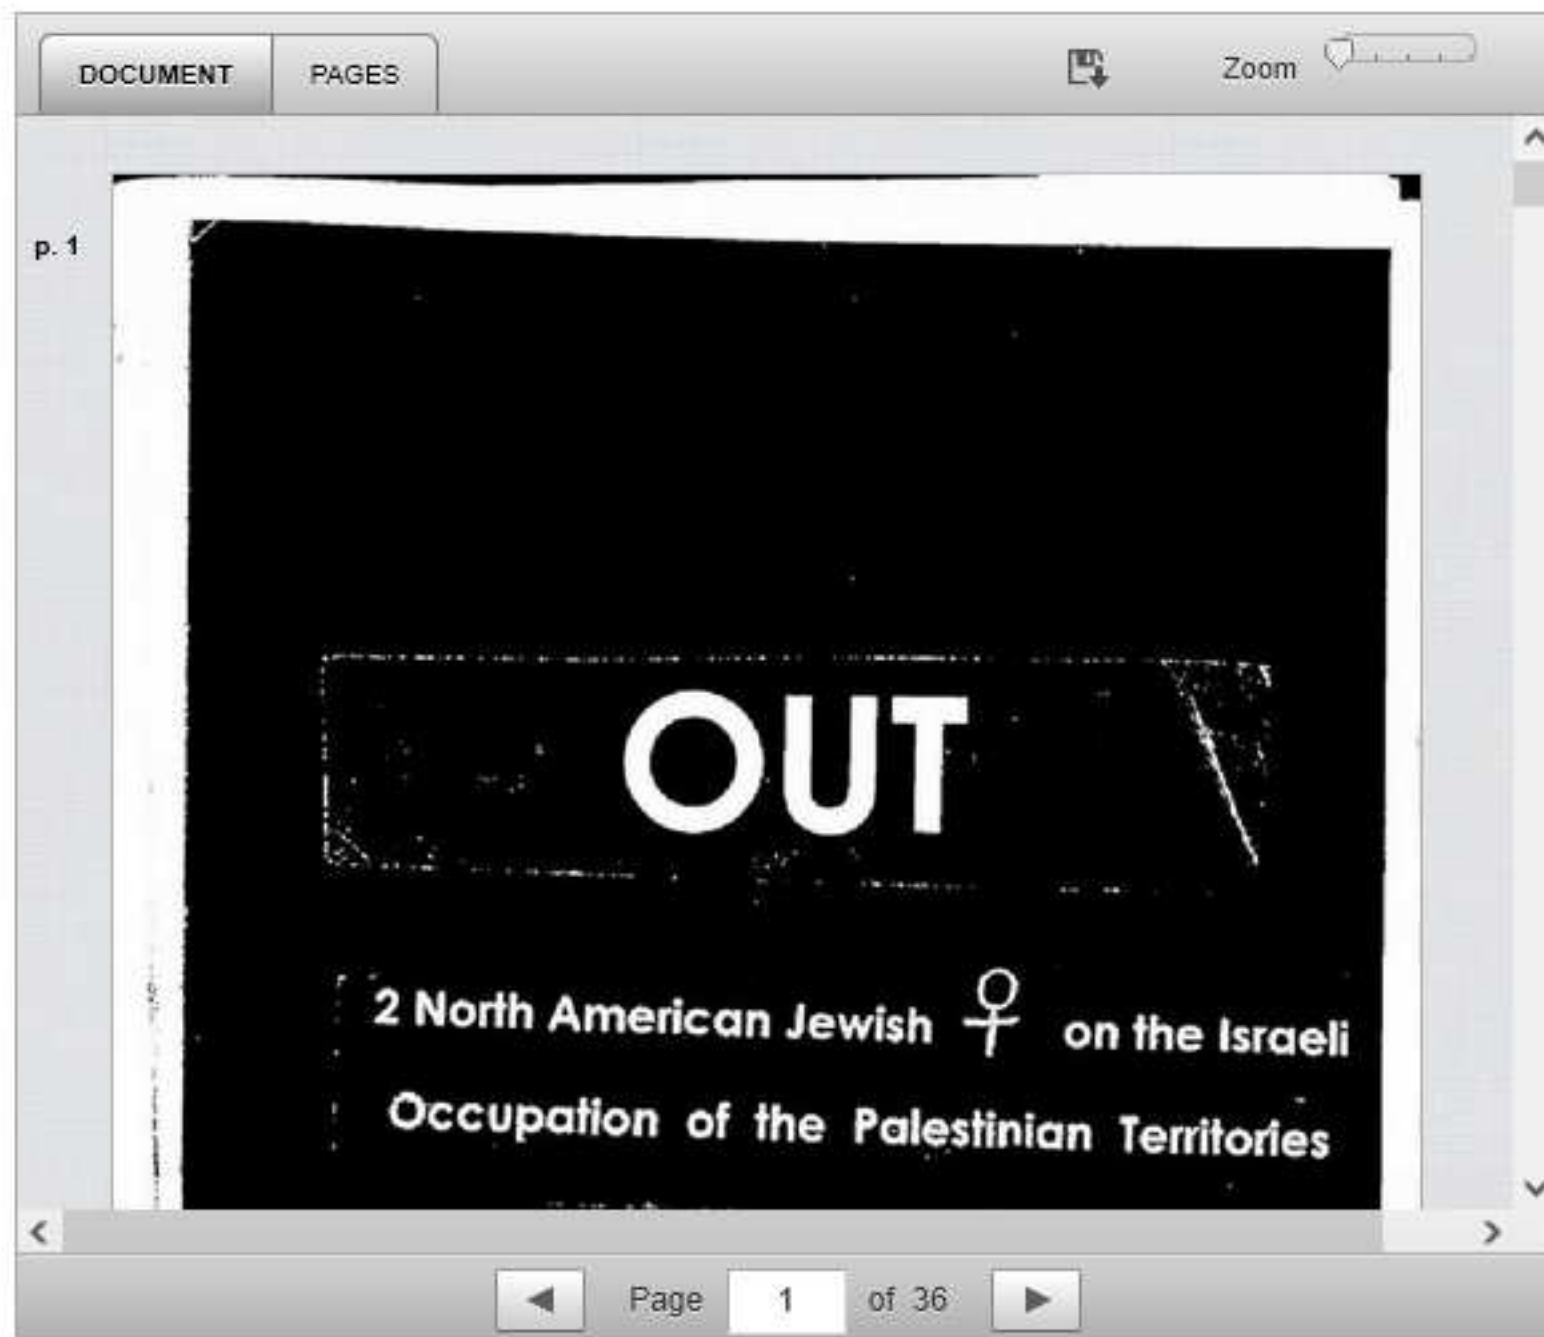 DOCUMENT PAGES Zoom
p. 1
OUT
2 North American Jewish ♀ on the Israeli
Occupation of the Palestinian Territories
Page 1 of 36